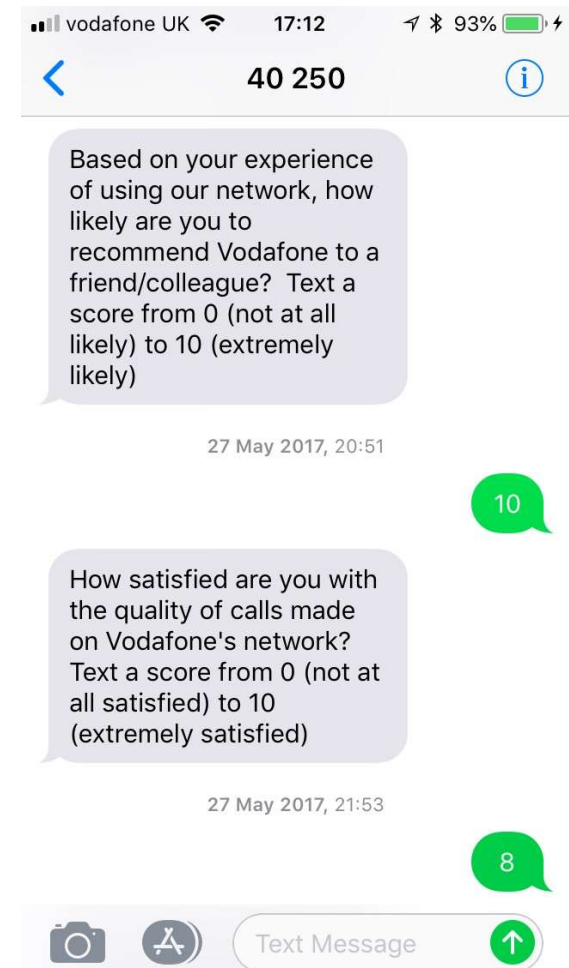 vodafone UK 17:12 93%
40 250
Based on your experience
of using our network, how
likely are you to
recommend Vodafone to a
friend/colleague? Text a
score from 0 (not at all
likely) to 10 (extremely
likely)
27 May 2017, 20:51
10
How satisfied are you with
the quality of calls made
on Vodafone's network?
Text a score from 0 (not at
all satisfied) to 10
(extremely satisfied)
27 May 2017, 21:53
8
Text Message